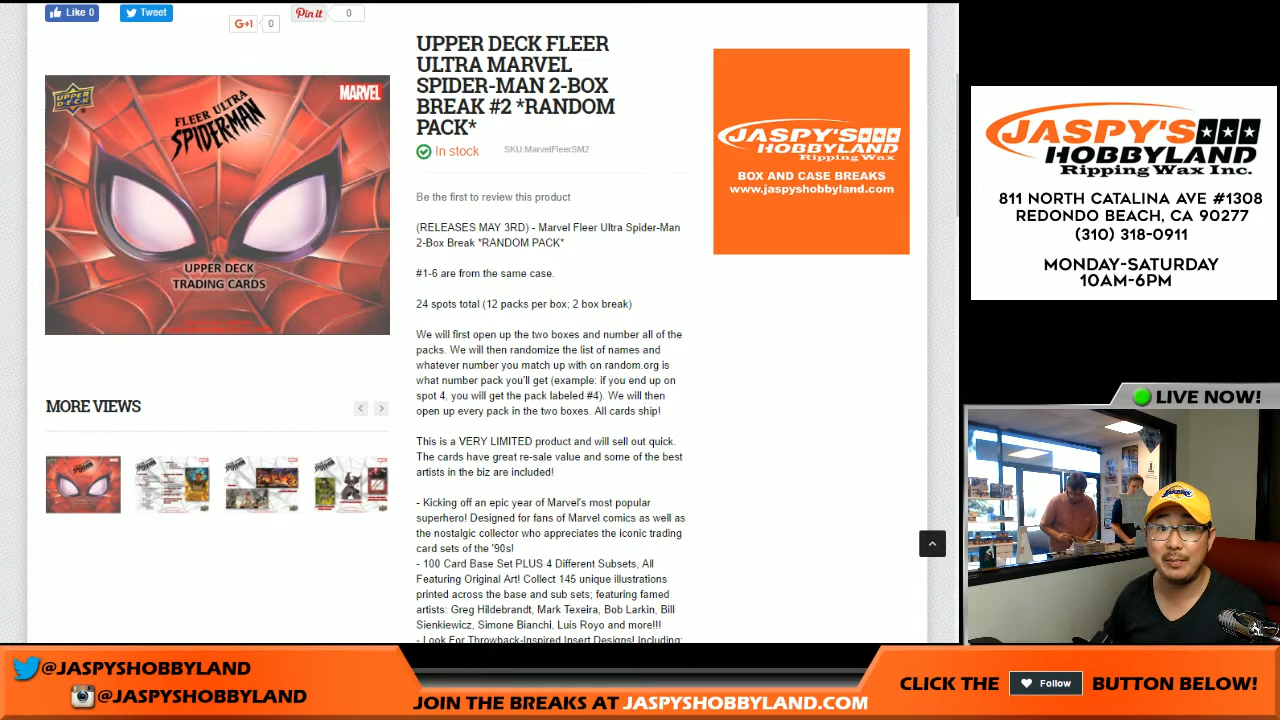 Like 0
Tweet
G+1
0
Pin it
0
UPPER DECK FLEER
ULTRA MARVEL
SPIDER-MAN 2-BOX
BREAK #2 *RANDOM
PACK*
In stock
SKU:MarvelFleerSM2
Be the first to review this product
(RELEASES MAY 3RD) - Marvel Fleer Ultra Spider-Man
2-Box Break *RANDOM PACK*
#1-6 are from the same case.
24 spots total (12 packs per box; 2 box break)
We will first open up the two boxes and number all of the
packs. We will then randomize the list of names and
whatever number you match up with on random.org is
what number pack you'll get (example: if you end up on
spot 4, you will get the pack labeled #4). We will then
open up every pack in the two boxes. All cards ship!
This is a VERY LIMITED product and will sell out quick.
The cards have great re-sale value and some of the best
artists in the biz are included!
- Kicking off an epic year of Marvel's most popular
superhero! Designed for fans of Marvel comics as well as
the nostalgic collector who appreciates the iconic trading
card sets of the '90s!
- 100 Card Base Set PLUS 4 Different Subsets, All
Featuring Original Art! Collect 145 unique illustrations
printed across the base and sub sets; featuring famed
artists: Greg Hildebrandt, Mark Texeira, Bob Larkin, Bill
Sienkiewicz, Simone Bianchi, Luis Royo and more!!!
- Look For Throwback-Inspired Insert Designs! Including:
UPPER DECK
MARVEL
FLEER ULTRA
SPIDER-MAN
UPPER DECK
TRADING CARDS
MORE VIEWS
JASPY'S
HOBBYLAND
Ripping Wax
BOX AND CASE BREAKS
www.jaspyshobbyland.com
JASPY'S
HOBBYLAND
Ripping Wax Inc.
811 NORTH CATALINA AVE #1308
REDONDO BEACH, CA 90277
(310) 318-0911
MONDAY-SATURDAY
10AM-6PM
LIVE NOW!
@JASPYSHOBBYLAND
@JASPYSHOBBYLAND
JOIN THE BREAKS AT JASPYSHOBBYLAND.COM
CLICK THE Follow BUTTON BELOW!